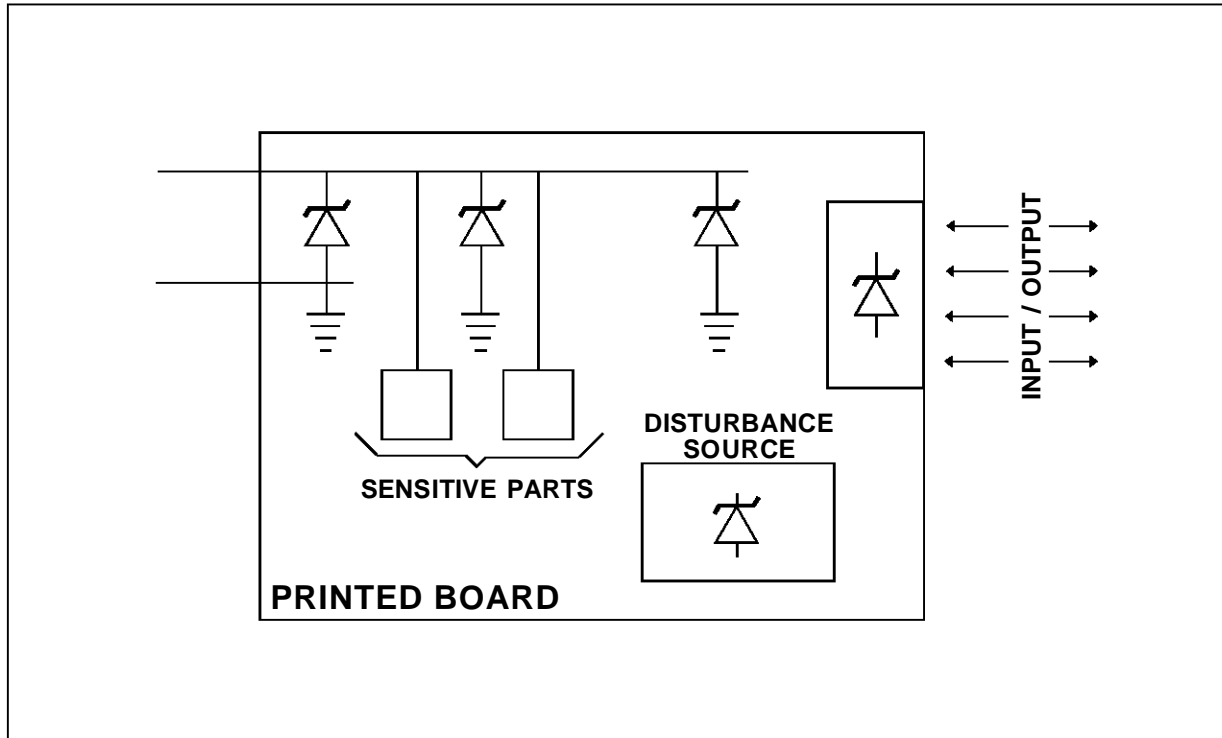 INPUT / OUTPUT
DISTURBANCE
SOURCE
SENSITIVE PARTS
PRINTED BOARD